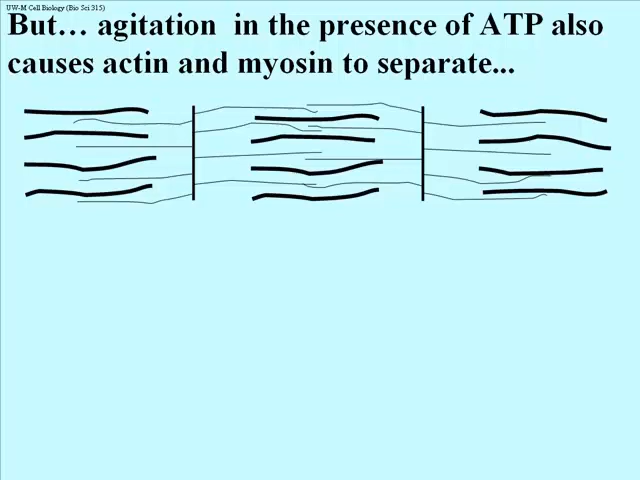 UW-M Cell Biology (Bio Sci 315)
But… agitation  in the presence of ATP also
causes actin and myosin to separate...